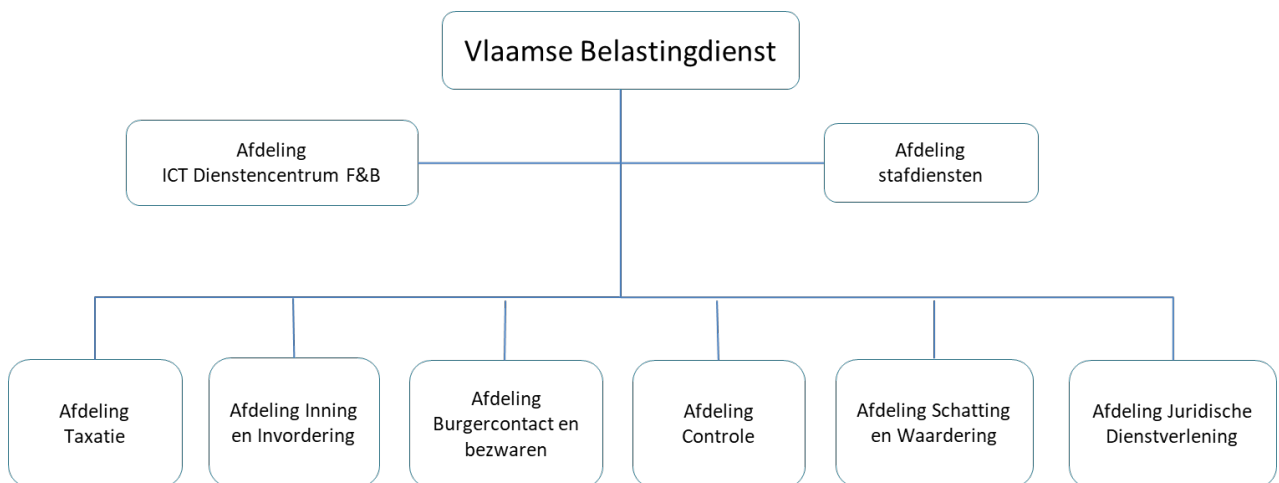 Vlaamse Belastingdienst
Afdeling
ICT Dienstencentrum F&B
Afdeling
stafdiensten
Afdeling
Taxatie
Afdeling Inning
en Invordering
Afdeling
Burgercontact en
bezwaren
Afdeling
Controle
Afdeling Schatting
en Waardering
Afdeling Juridische
Dienstverlening